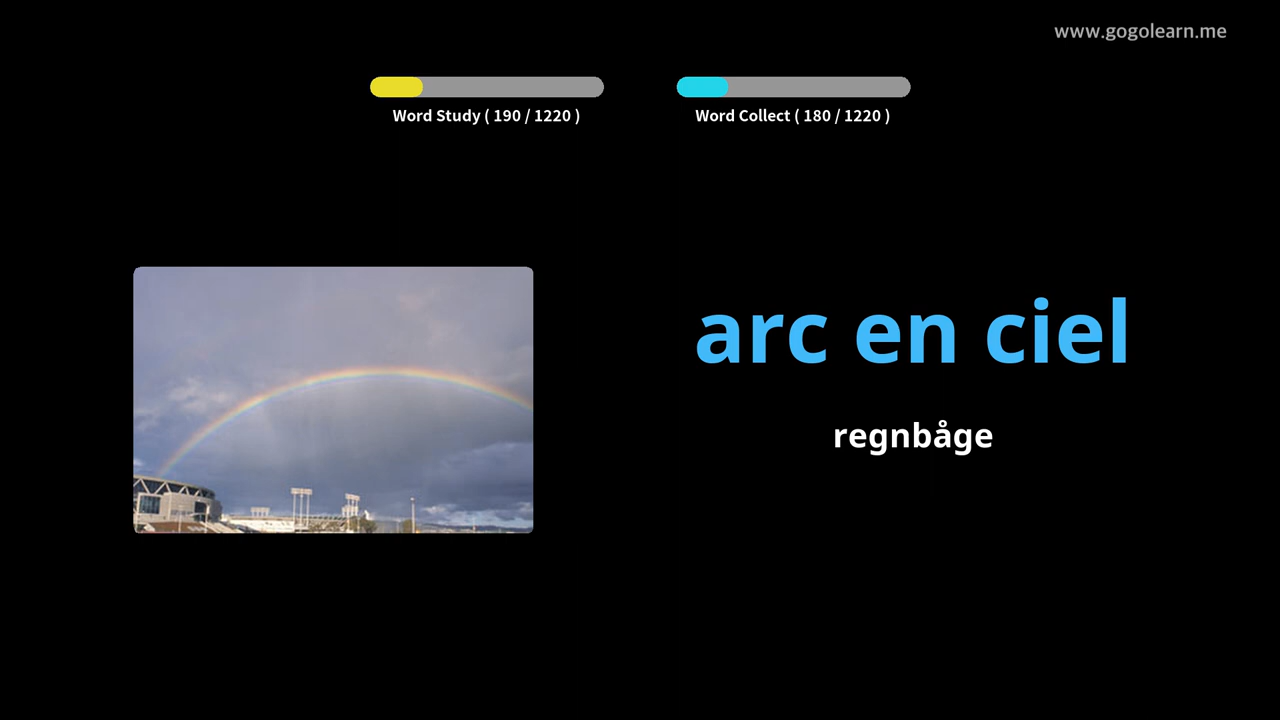 www.gogolearn.me
Word Study ( 190 / 1220 )
Word Collect ( 180 / 1220 )
arc en ciel
regnbåge